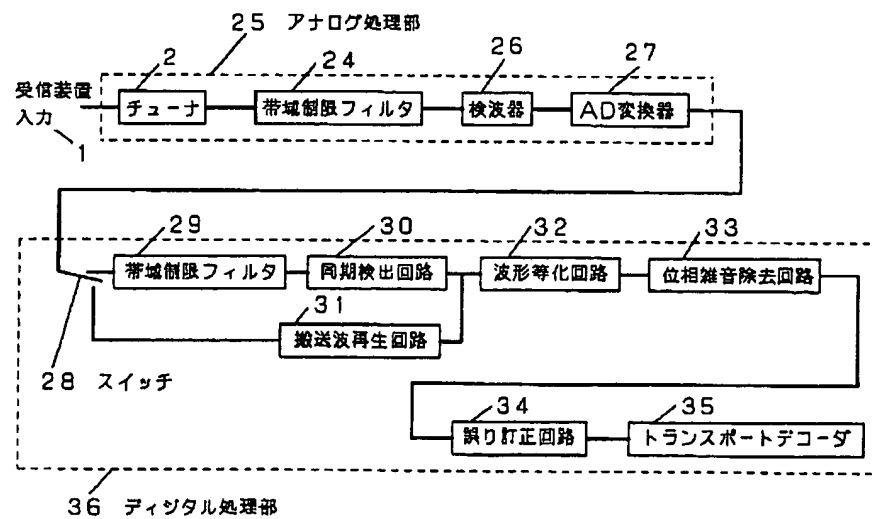 25 アナログ処理部
2
24
26
27
受信装置
入力
1
チューナ
帯域制限フィルタ
検波器
AD変換器
29
30
32
33
帯域制限フィルタ
同期検出回路
波形等化回路
位相雑音除去回路
31
搬送波再生回路
28 スイッチ
34
35
誤り訂正回路
トランスポートデコーダ
36 ディジタル処理部